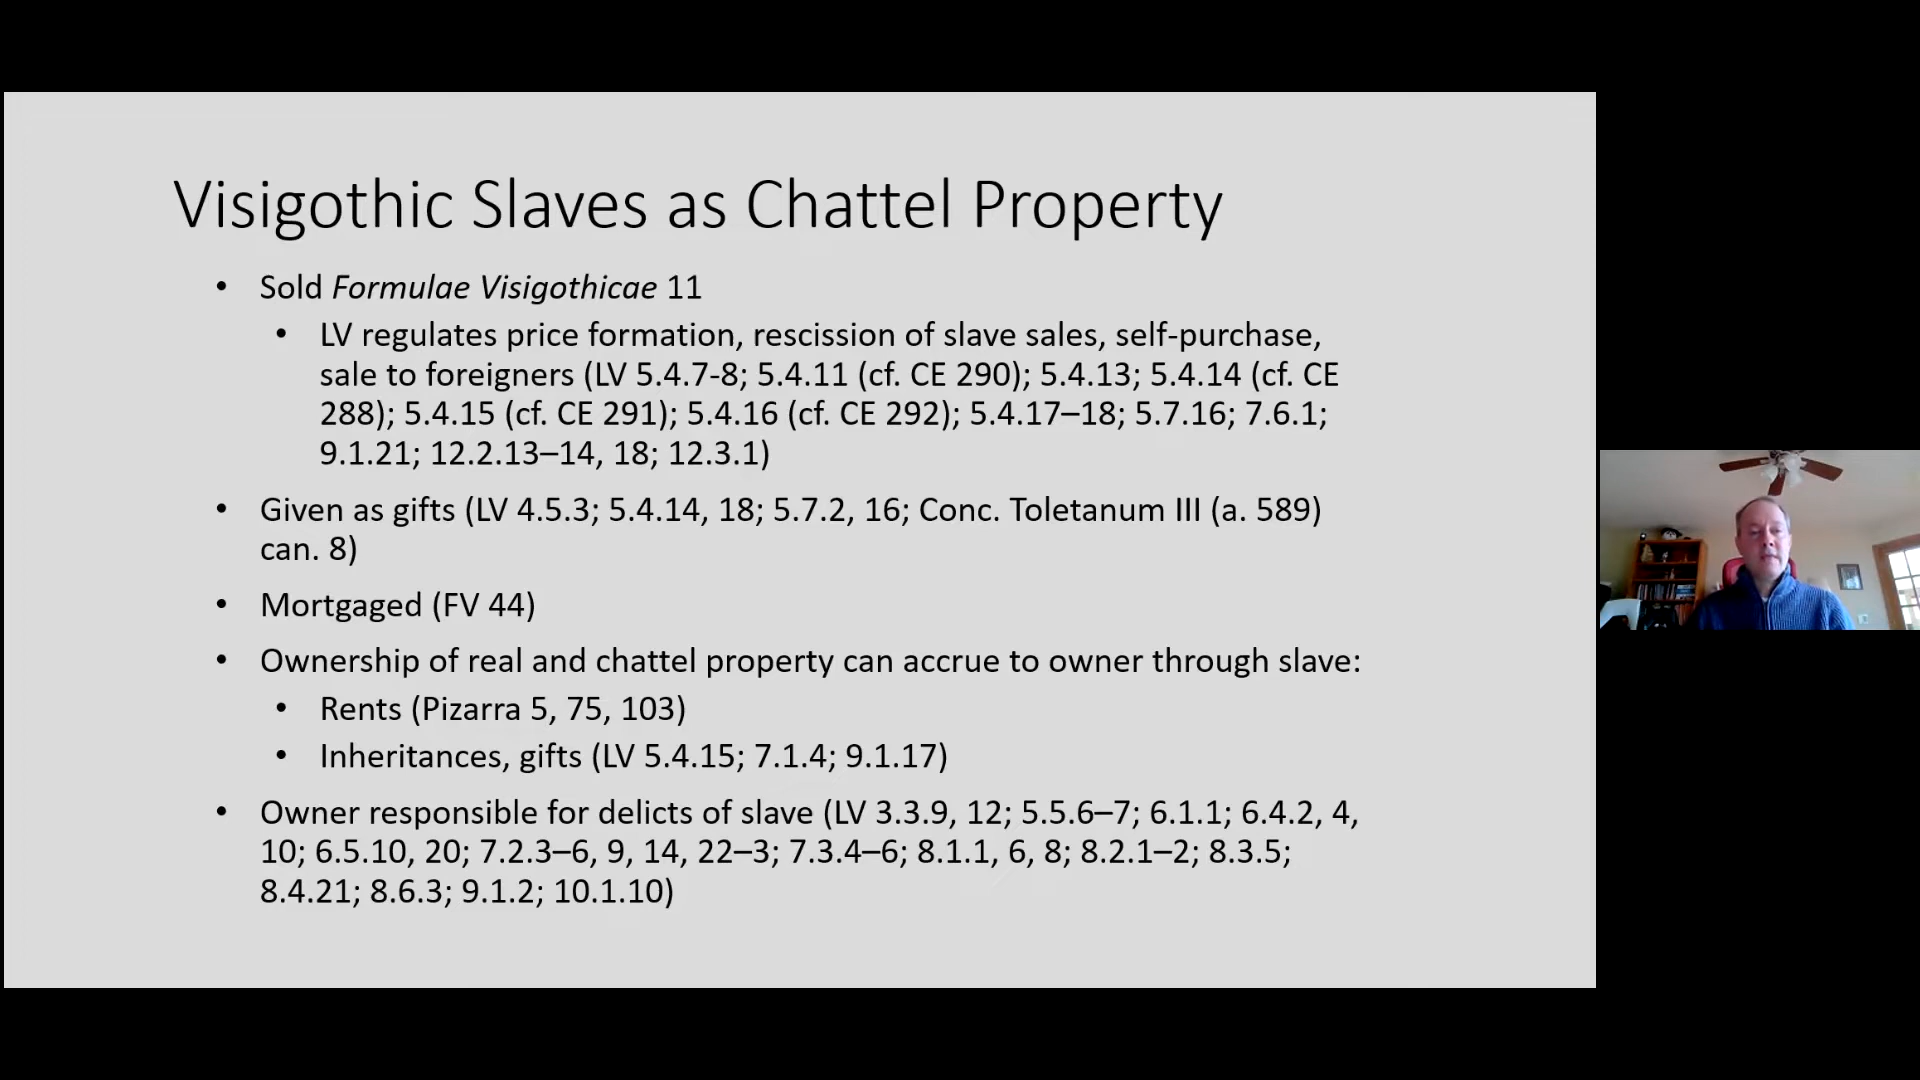 Visigothic Slaves as Chattel Property
• Sold Formulae Visigothicae 11
• LV regulates price formation, rescission of slave sales, self-purchase,
sale to foreigners (LV 5.4.7-8; 5.4.11 (cf. CE 290); 5.4.13; 5.4.14 (cf. CE
288); 5.4.15 (cf. CE 291); 5.4.16 (cf. CE 292); 5.4.17–18; 5.7.16; 7.6.1;
9.1.21; 12.2.13–14, 18; 12.3.1)
• Given as gifts (LV 4.5.3; 5.4.14, 18; 5.7.2, 16; Conc. Toletanum III (a. 589)
can. 8)
• Mortgaged (FV 44)
• Ownership of real and chattel property can accrue to owner through slave:
• Rents (Pizarra 5, 75, 103)
• Inheritances, gifts (LV 5.4.15; 7.1.4; 9.1.17)
• Owner responsible for delicts of slave (LV 3.3.9, 12; 5.5.6–7; 6.1.1; 6.4.2, 4,
10; 6.5.10, 20; 7.2.3–6, 9, 14, 22–3; 7.3.4–6; 8.1.1, 6, 8; 8.2.1–2; 8.3.5;
8.4.21; 8.6.3; 9.1.2; 10.1.10)